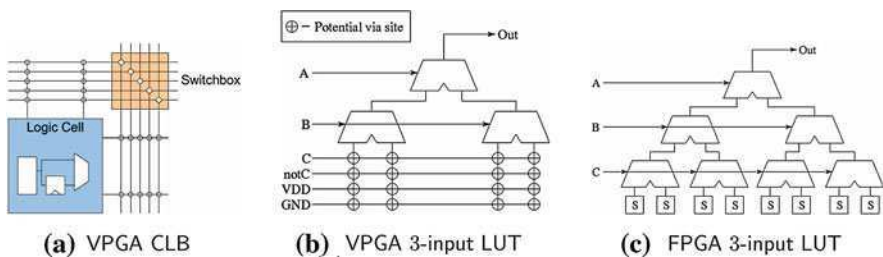 Switchbox
Logic Cell
(a) VPGA CLB
⊕ – Potential via site
Out
A
B
C
notC
VDD
GND
(b) VPGA 3-input LUT
Out
A
B
C
S S S S S S S S
(c) FPGA 3-input LUT